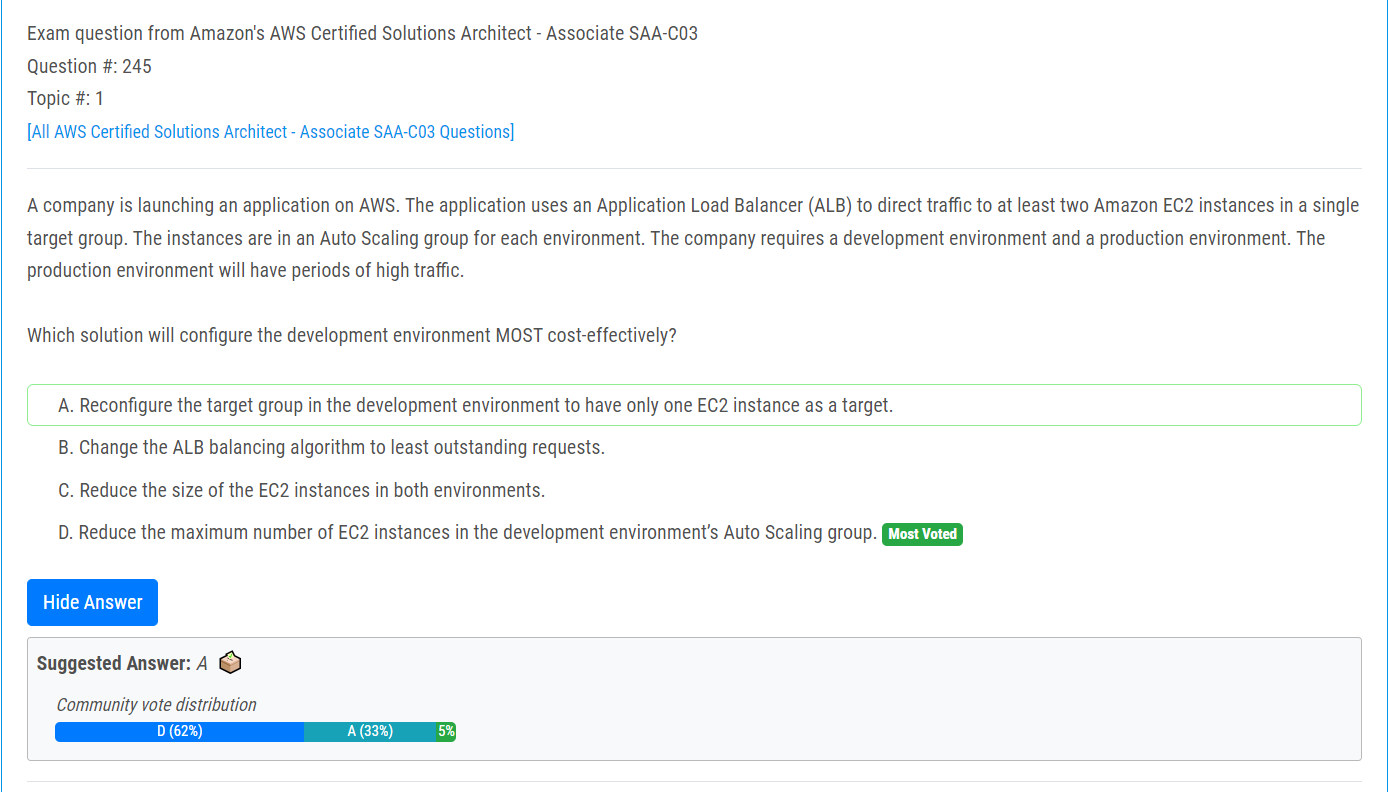 Exam question from Amazon's AWS Certified Solutions Architect - Associate SAA-C03
Question #: 245
Topic #: 1
[All AWS Certified Solutions Architect - Associate SAA-C03 Questions]
A company is launching an application on AWS. The application uses an Application Load Balancer (ALB) to direct traffic to at least two Amazon EC2 instances in a single
target group. The instances are in an Auto Scaling group for each environment. The company requires a development environment and a production environment. The
production environment will have periods of high traffic.
Which solution will configure the development environment MOST cost-effectively?
A. Reconfigure the target group in the development environment to have only one EC2 instance as a target.
B. Change the ALB balancing algorithm to least outstanding requests.
C. Reduce the size of the EC2 instances in both environments.
D. Reduce the maximum number of EC2 instances in the development environment’s Auto Scaling group. Most Voted
Hide Answer
Suggested Answer: A
Community vote distribution
D (62%) A (33%) 5%